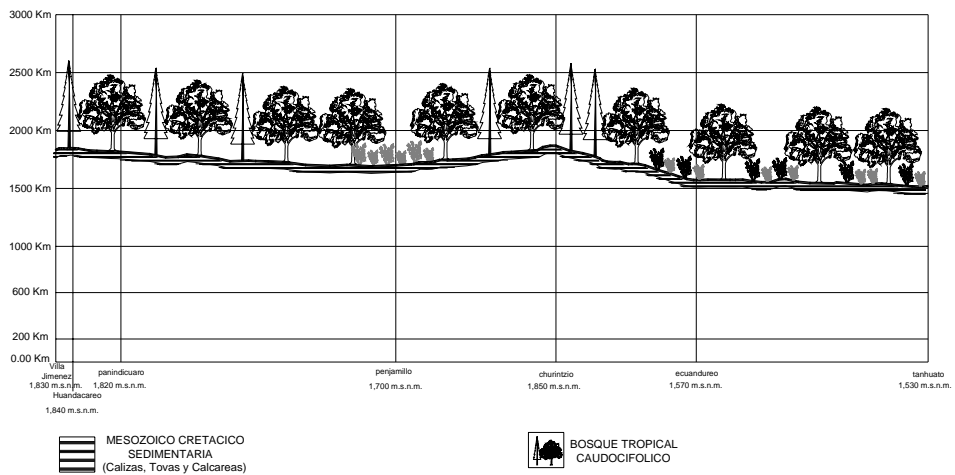 3000 Km
2500 Km
2000 Km
1500 Km
1000 Km
600 Km
200 Km
0.00 Km
Villa
Jimenez
1,830 m.s.n.m.
Huandacareo
1,840 m.s.n.m.
panindicuaro
1,820 m.s.n.m.
penjamillo
1,700 m.s.n.m.
churintzio
1,850 m.s.n.m.
ecuandureo
1,570 m.s.n.m.
tanhuato
1,530 m.s.n.m.
MESOZOICO CRETACICO
SEDIMENTARIA
(Calizas, Tovas y Calcareas)
BOSQUE TROPICAL
CAUDOCIFOLICO